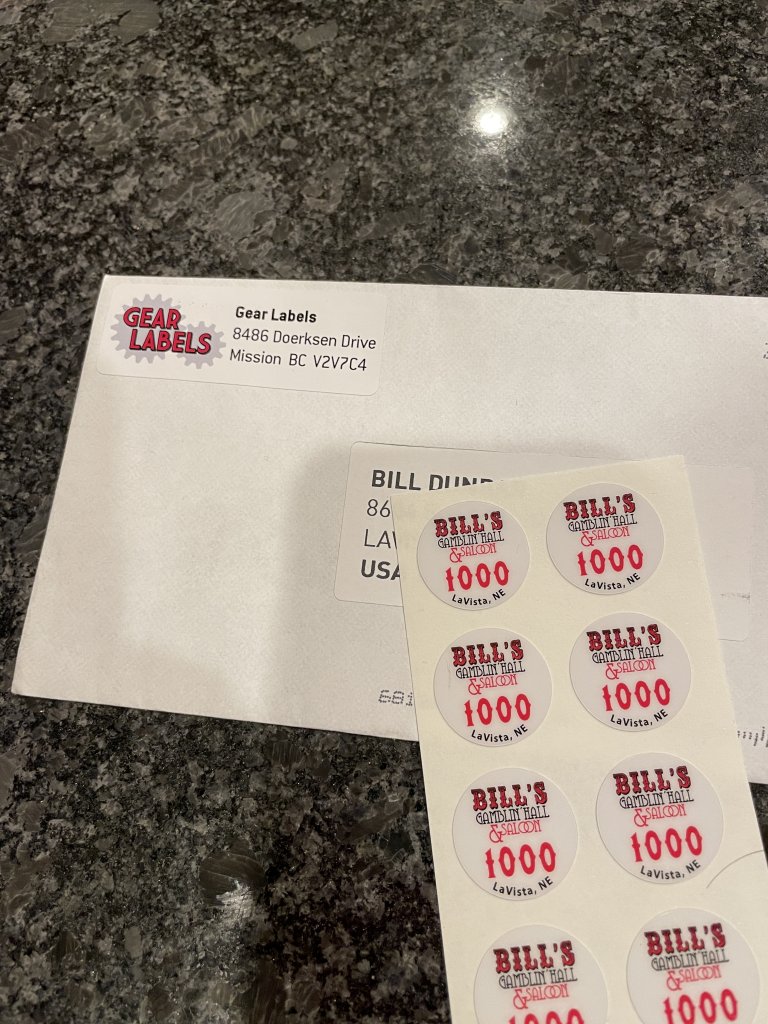 GEAR
LABELS
Gear Labels
8486 Doerksen Drive
Mission BC V2V7C4
BILL
86
USA
BILL'S
GAMBLIN' HALL
& SALOON
1000
LaVista, NE
BILL'S
GAMBLIN' HALL
& SALOON
1000
LaVista, NE
BILL'S
GAMBLIN' HALL
& SALOON
1000
LaVista, NE
BILL'S
GAMBLIN' HALL
& SALOON
1000
LaVista, NE
BILL'S
GAMBLIN' HALL
& SALOON
1000
LaVista, NE
BILL'S
GAMBLIN' HALL
& SALOON
1000
LaVista, NE
BILL'S
GAMBLIN' HALL
& SALOON
1000
BILL'S
GAMBLIN' HALL
& SALOON
1000